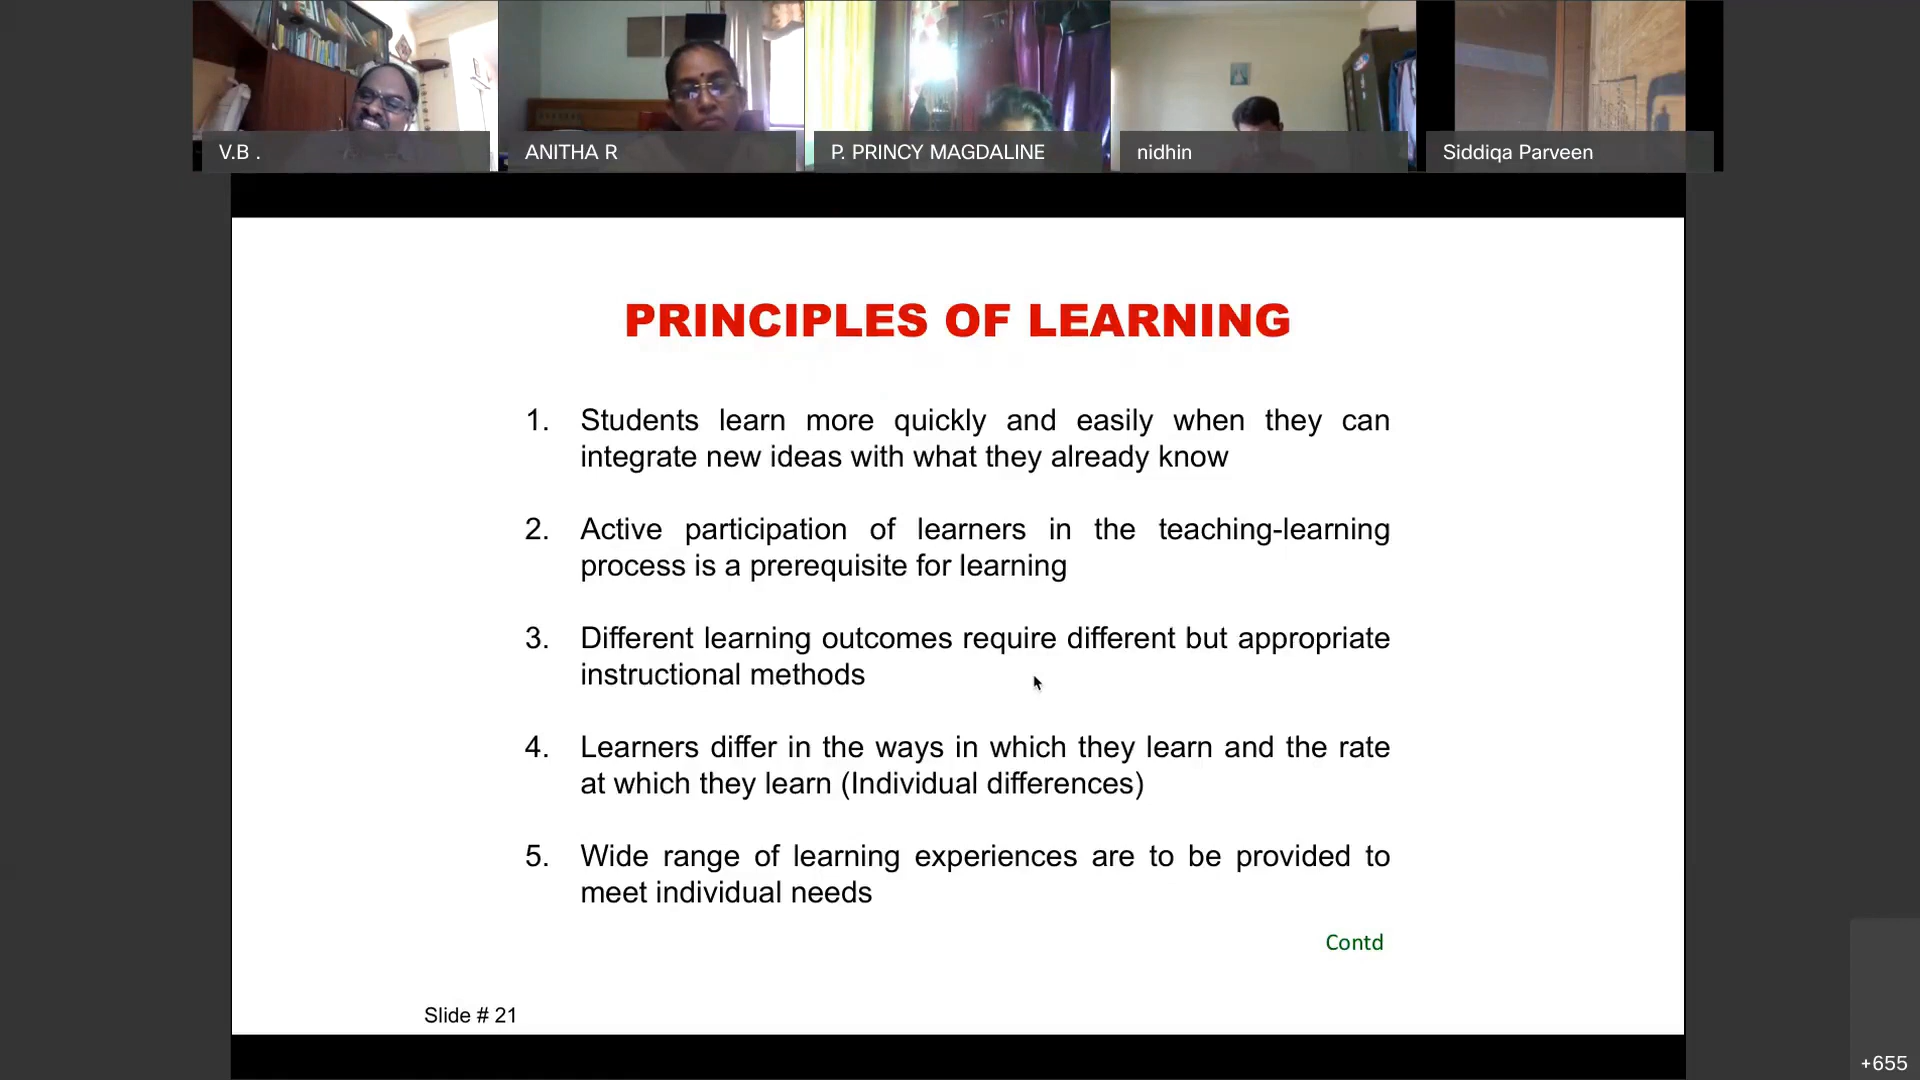 V.B .
ANITHA R
P. PRINCY MAGDALINE
nidhin
Siddiqa Parveen
PRINCIPLES OF LEARNING
1. Students learn more quickly and easily when they can
integrate new ideas with what they already know
2. Active participation of learners in the teaching-learning
process is a prerequisite for learning
3. Different learning outcomes require different but appropriate
instructional methods
4. Learners differ in the ways in which they learn and the rate
at which they learn (Individual differences)
5. Wide range of learning experiences are to be provided to
meet individual needs
Contd
Slide # 21
+655